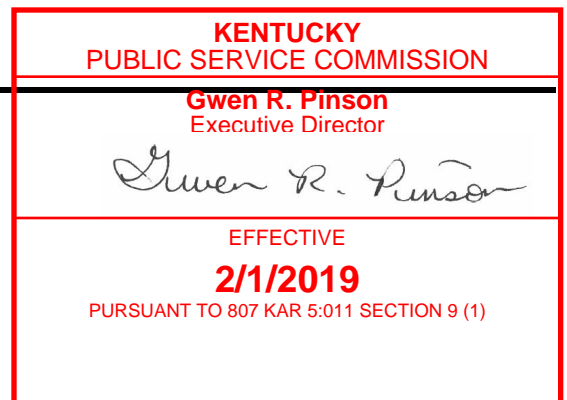 KENTUCKY
PUBLIC SERVICE COMMISSION
Gwen R. Pinson
Executive Director
Gwen R. Pinson
EFFECTIVE
2/1/2019
PURSUANT TO 807 KAR 5:011 SECTION 9 (1)